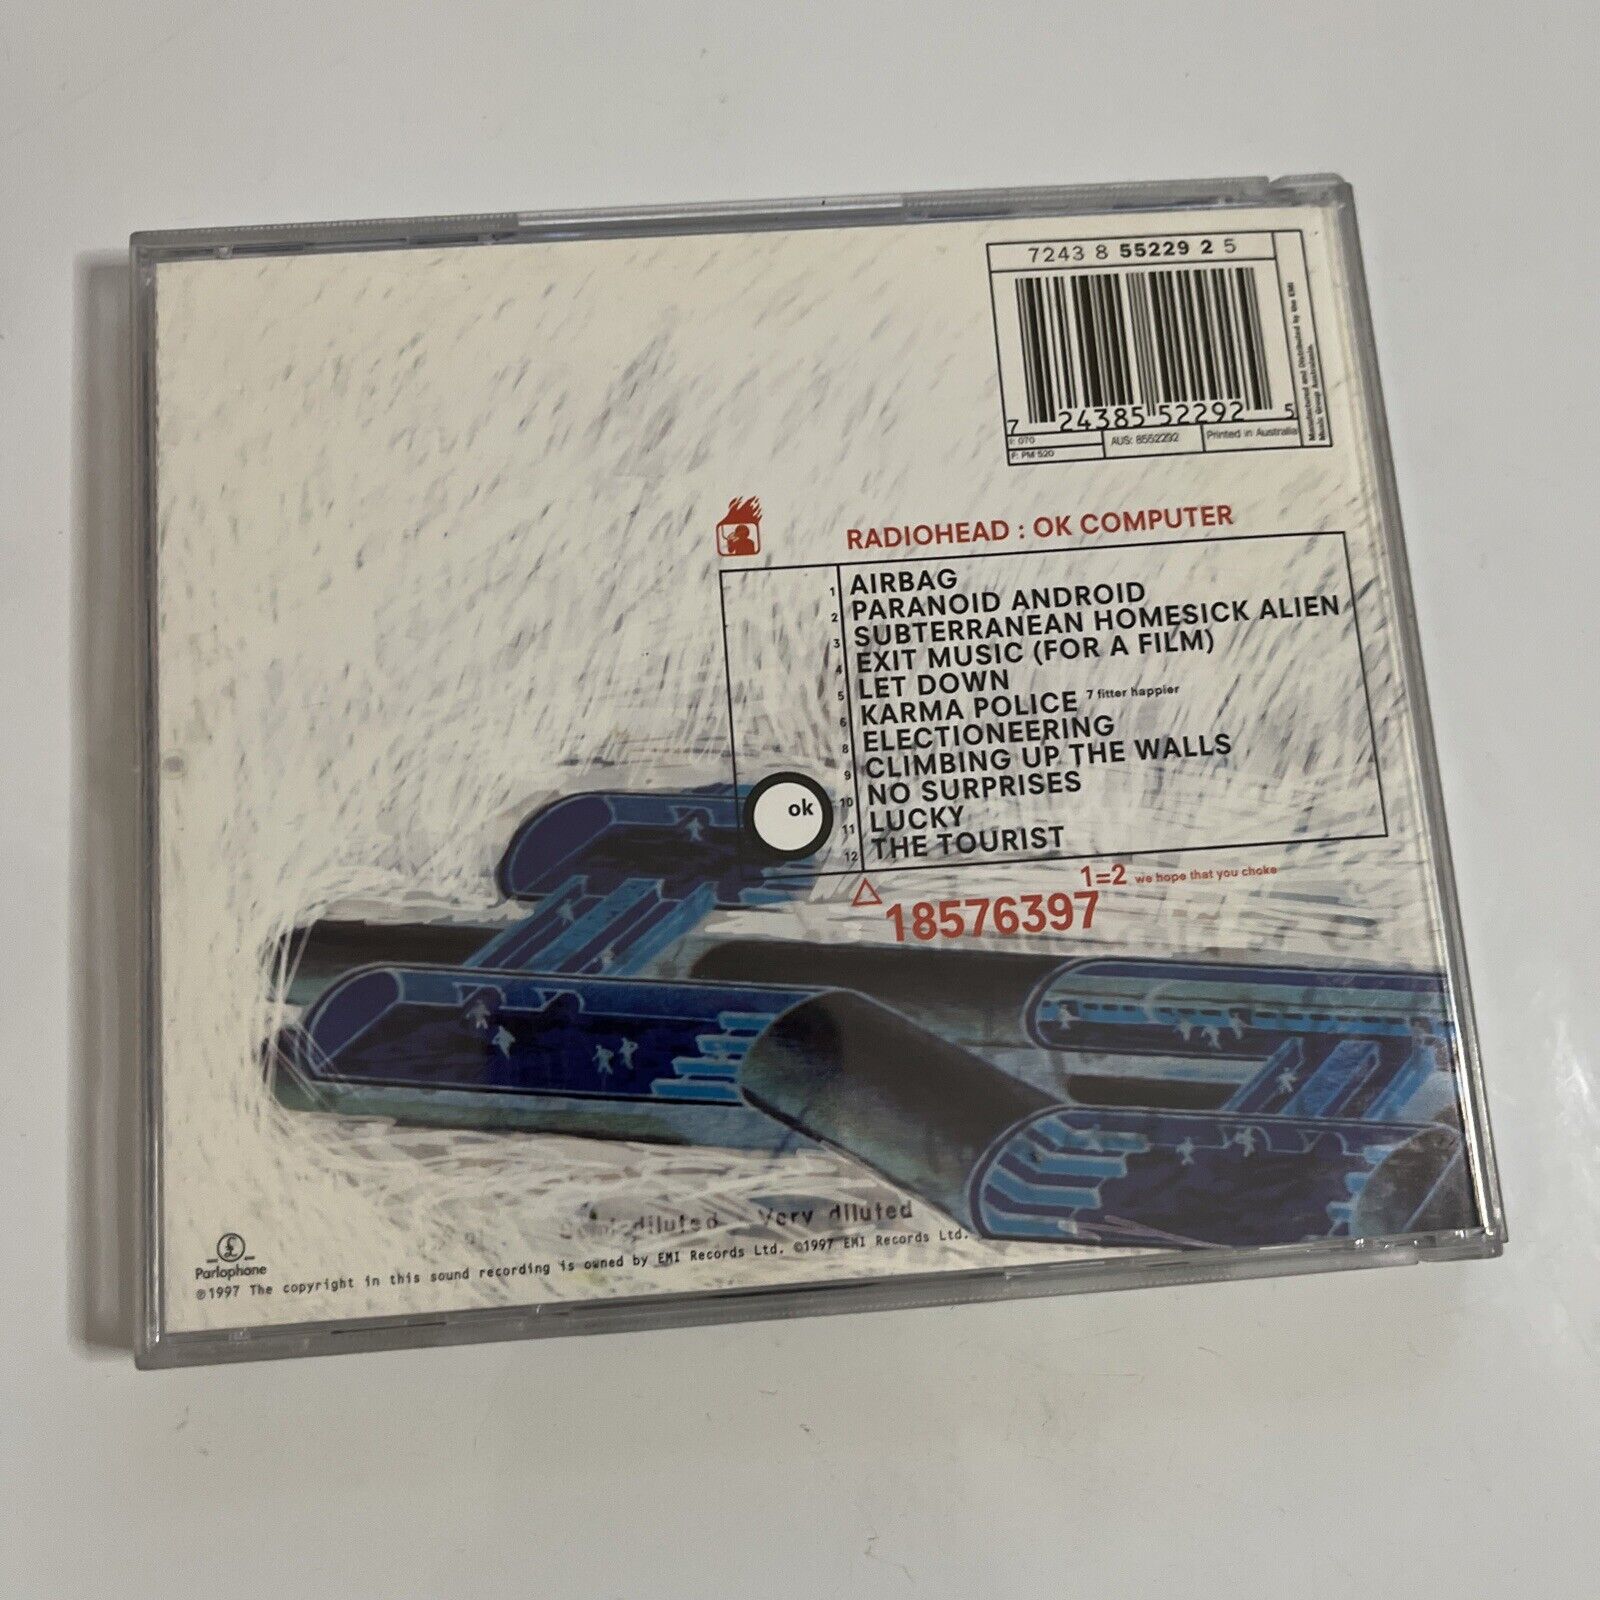 7243 8 55229 2 5
7 24385 52292 5
I: 070
F: PM 520
AUS: 8552292
Printed in Australia
Manufactured and Distributed by the EMI
Music Group Australasia.
RADIOHEAD : OK COMPUTER
1 AIRBAG
2 PARANOID ANDROID
3 SUBTERRANEAN HOMESICK ALIEN
4 EXIT MUSIC (FOR A FILM)
5 LET DOWN
6 KARMA POLICE 7 fitter happier
8 ELECTIONEERING
9 CLIMBING UP THE WALLS
10 NO SURPRISES
11 LUCKY
12 THE TOURIST
ok
1=2 we hope that you choke
18576397
diluted very diluted
£
Parlophone
℗1997 The copyright in this sound recording is owned by EMI Records Ltd. ©1997 EMI Records Ltd.